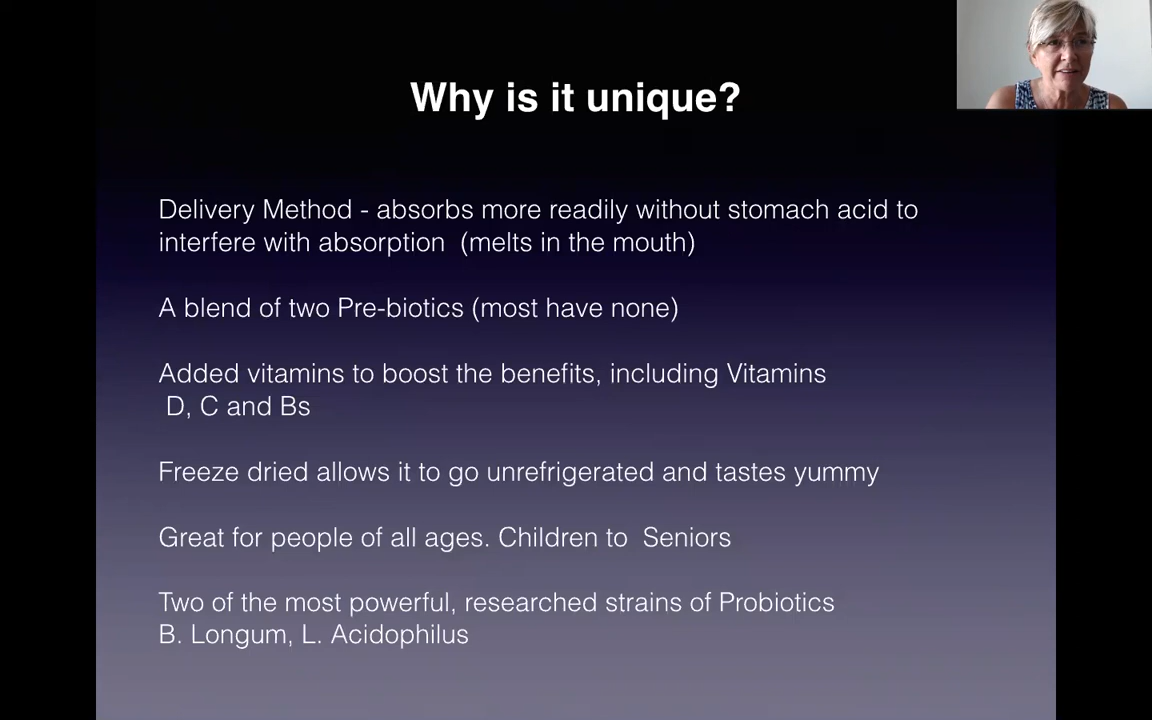 Why is it unique?
Delivery Method - absorbs more readily without stomach acid to
interfere with absorption  (melts in the mouth)
A blend of two Pre-biotics (most have none)
Added vitamins to boost the benefits, including Vitamins
D, C and Bs
Freeze dried allows it to go unrefrigerated and tastes yummy
Great for people of all ages. Children to  Seniors
Two of the most powerful, researched strains of Probiotics
B. Longum, L. Acidophilus